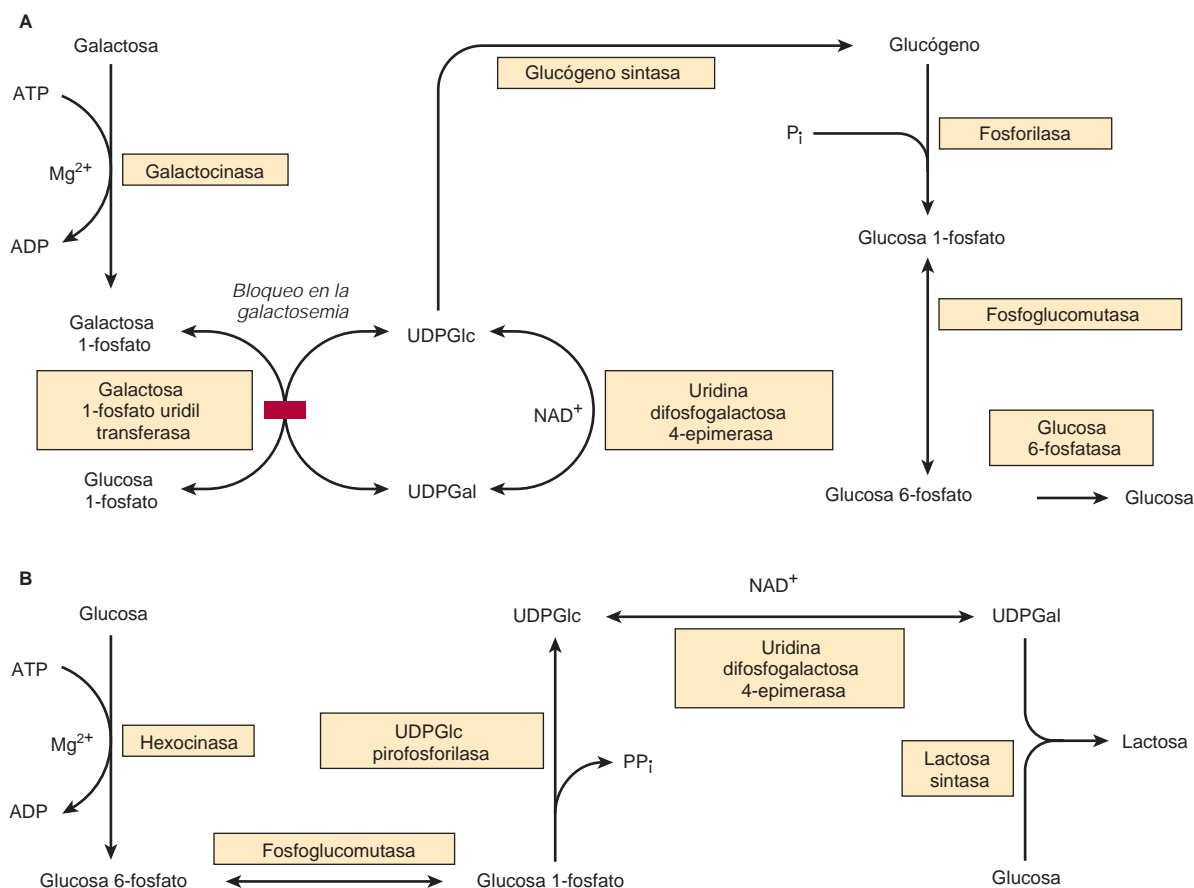 A
Galactosa
ATP
Mg2+
Galactocinasa
ADP
Galactosa
1-fosfato
Bloqueo en la
galactosemia
Galactosa
1-fosfato uridil
transferasa
Glucosa
1-fosfato
UDPGlc
NAD+
UDPGal
Uridina
difosfogalactosa
4-epimerasa
Glucógeno sintasa
Glucógeno
Pi
Fosforilasa
Glucosa 1-fosfato
Fosfoglucomutasa
Glucosa
6-fosfatasa
Glucosa 6-fosfato
Glucosa
B
Glucosa
ATP
Mg2+
Hexocinasa
ADP
Glucosa 6-fosfato
Fosfoglucomutasa
Glucosa 1-fosfato
UDPGlc
pirofosforilasa
PPi
UDPGlc
NAD+
Uridina
difosfogalactosa
4-epimerasa
UDPGal
Lactosa
sintasa
Lactosa
Glucosa